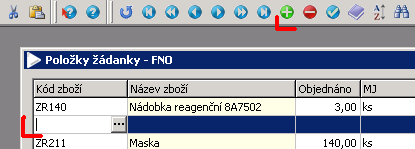 Položky žádanky - FNO
Kód zboží Název zboží Objednáno MJ
ZR140 Nádobka reagenční 8A7502 3,00 ks
...
ZR211 Maska 140,00 ks